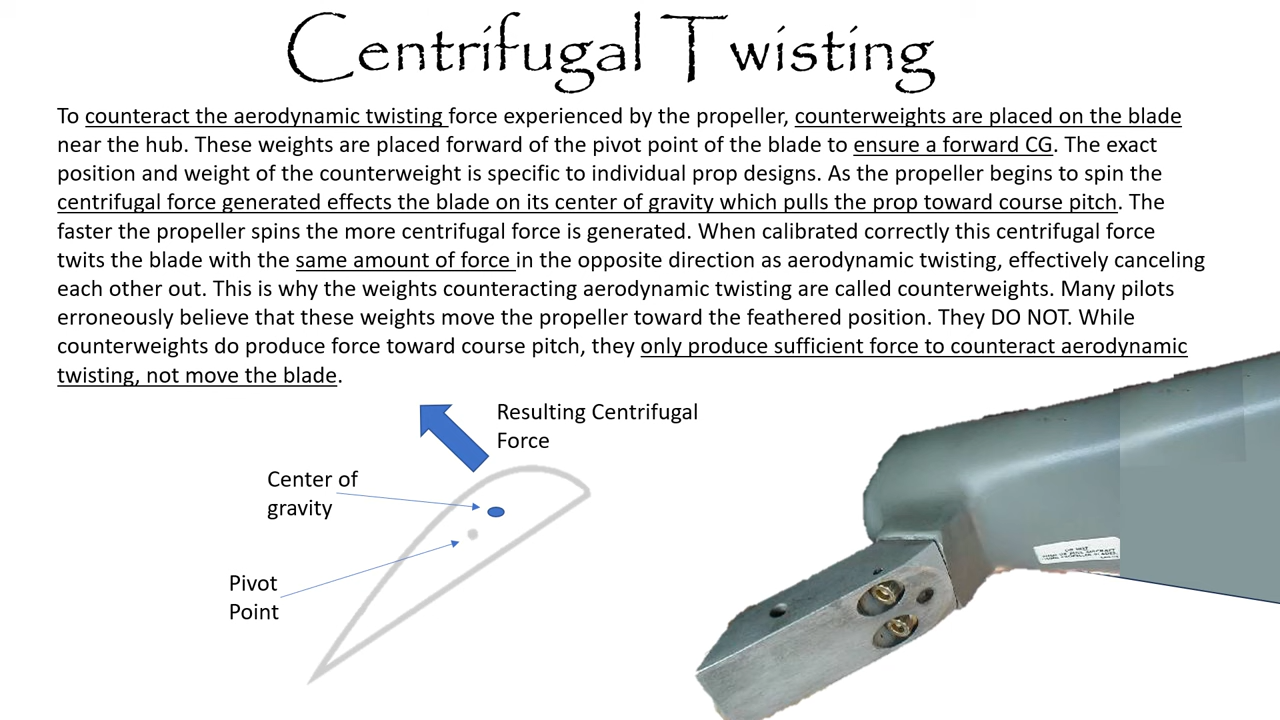 Centrifugal Twisting
To counteract the aerodynamic twisting force experienced by the propeller, counterweights are placed on the blade
near the hub. These weights are placed forward of the pivot point of the blade to ensure a forward CG. The exact
position and weight of the counterweight is specific to individual prop designs. As the propeller begins to spin the
centrifugal force generated effects the blade on its center of gravity which pulls the prop toward course pitch. The
faster the propeller spins the more centrifugal force is generated. When calibrated correctly this centrifugal force
twits the blade with the same amount of force in the opposite direction as aerodynamic twisting, effectively canceling
each other out. This is why the weights counteracting aerodynamic twisting are called counterweights. Many pilots
erroneously believe that these weights move the propeller toward the feathered position. They DO NOT. While
counterweights do produce force toward course pitch, they only produce sufficient force to counteract aerodynamic
twisting, not move the blade.
Resulting Centrifugal
Force
Center of
gravity
Pivot
Point